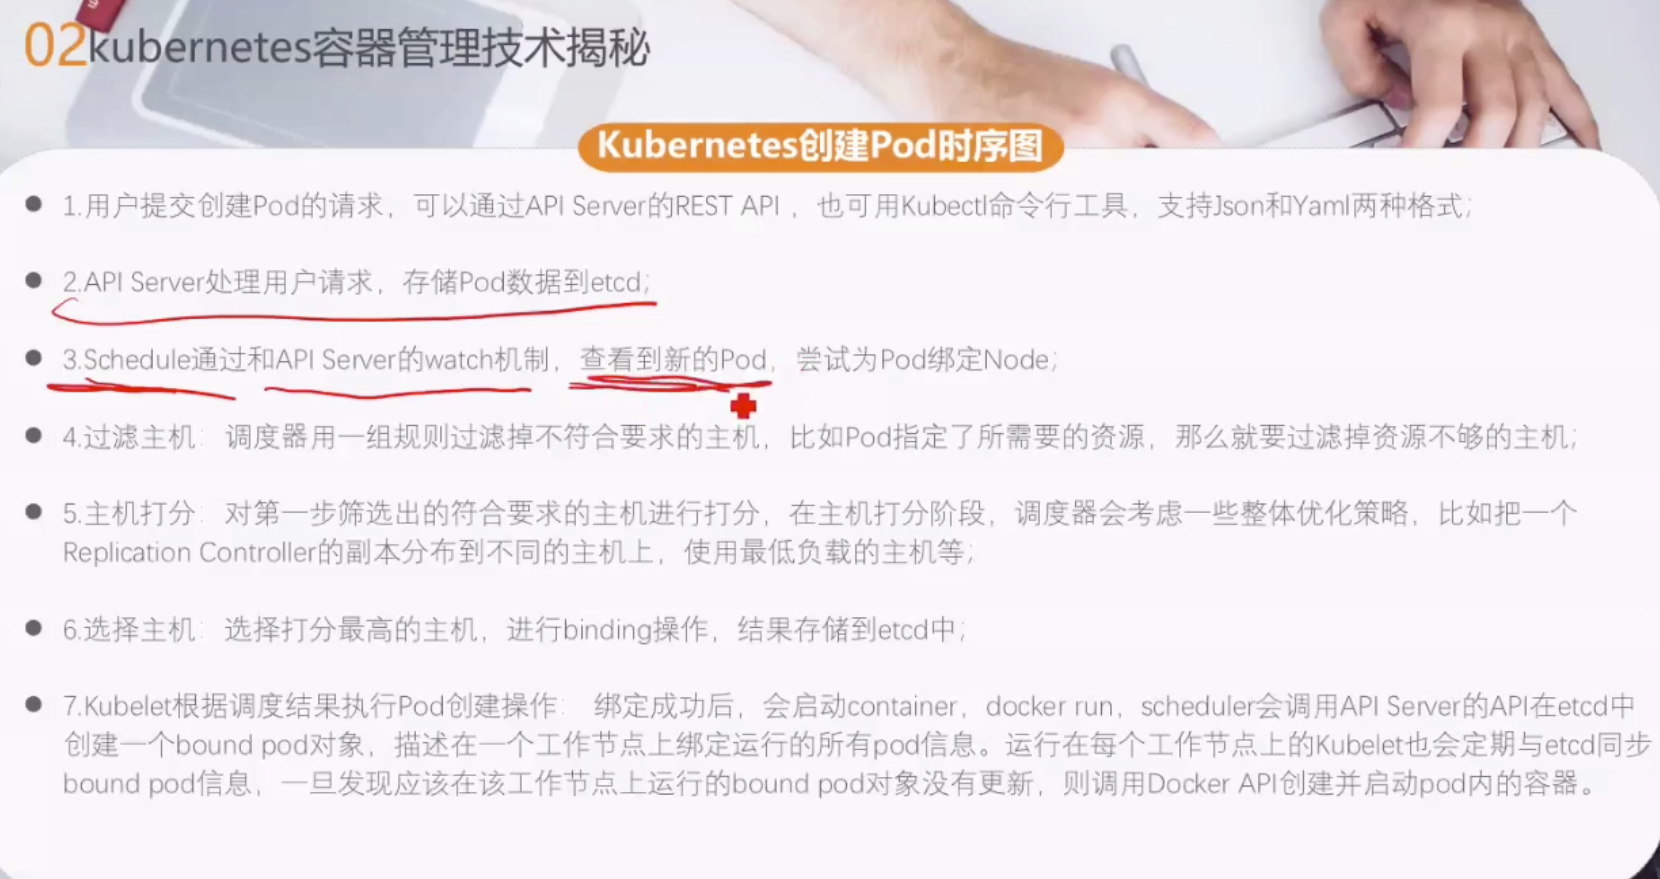 02kubernetes容器管理技术揭秘
Kubernetes创建Pod时序图
1.用户提交创建Pod的请求，可以通过API Server的REST API ，也可用Kubectl命令行工具，支持Json和Yaml两种格式；
2.API Server处理用户请求，存储Pod数据到etcd；
3.Schedule通过和API Server的watch机制，查看到新的Pod，尝试为Pod绑定Node；
4.过滤主机：调度器用一组规则过滤掉不符合要求的主机，比如Pod指定了所需要的资源，那么就要过滤掉资源不够的主机；
5.主机打分：对第一步筛选出的符合要求的主机进行打分，在主机打分阶段，调度器会考虑一些整体优化策略，比如把一个
Replication Controller的副本分布到不同的主机上，使用最低负载的主机等；
6.选择主机：选择打分最高的主机，进行binding操作，结果存储到etcd中；
7.Kubelet根据调度结果执行Pod创建操作： 绑定成功后，会启动container，docker run，scheduler会调用API Server的API在etcd中
创建一个bound pod对象，描述在一个工作节点上绑定运行的所有pod信息。运行在每个工作节点上的Kubelet也会定期与etcd同步
bound pod信息，一旦发现应该在该工作节点上运行的bound pod对象没有更新，则调用Docker API创建并启动pod内的容器。